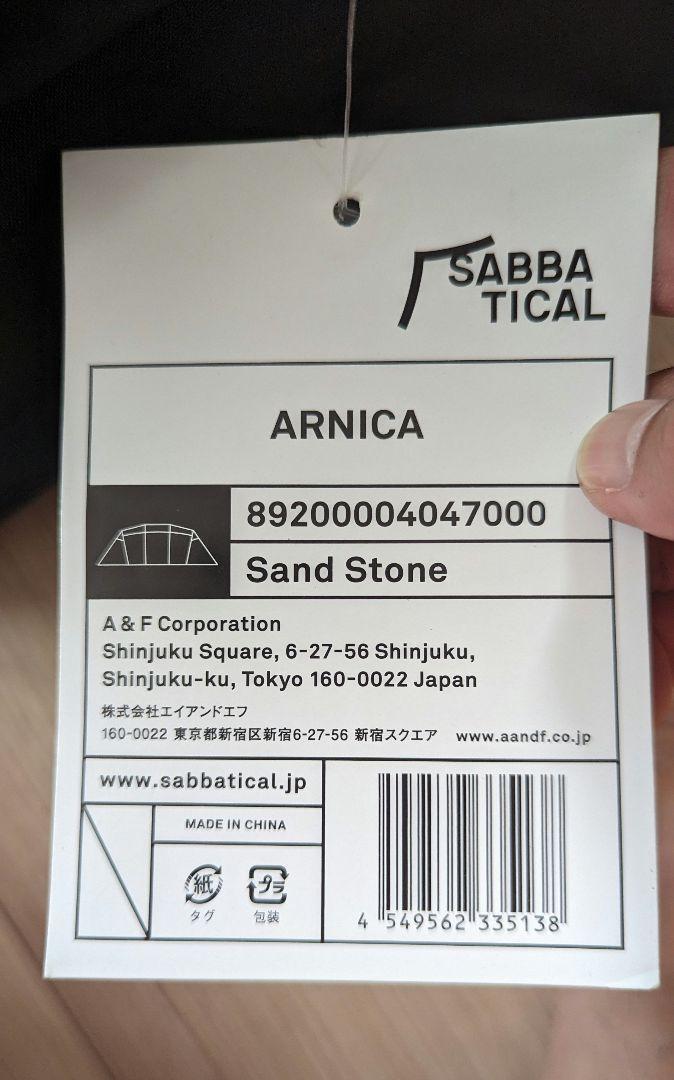 SABBA
TICAL
ARNICA
89200004047000
Sand Stone
A & F Corporation
Shinjuku Square, 6-27-56 Shinjuku,
Shinjuku-ku, Tokyo 160-0022 Japan
株式会社エイアンドエフ
160-0022 東京都新宿区新宿6-27-56 新宿スクエア www.aandf.co.jp
www.sabbatical.jp
MADE IN CHINA
紙 プラ
タグ 包装
4 549562 335138